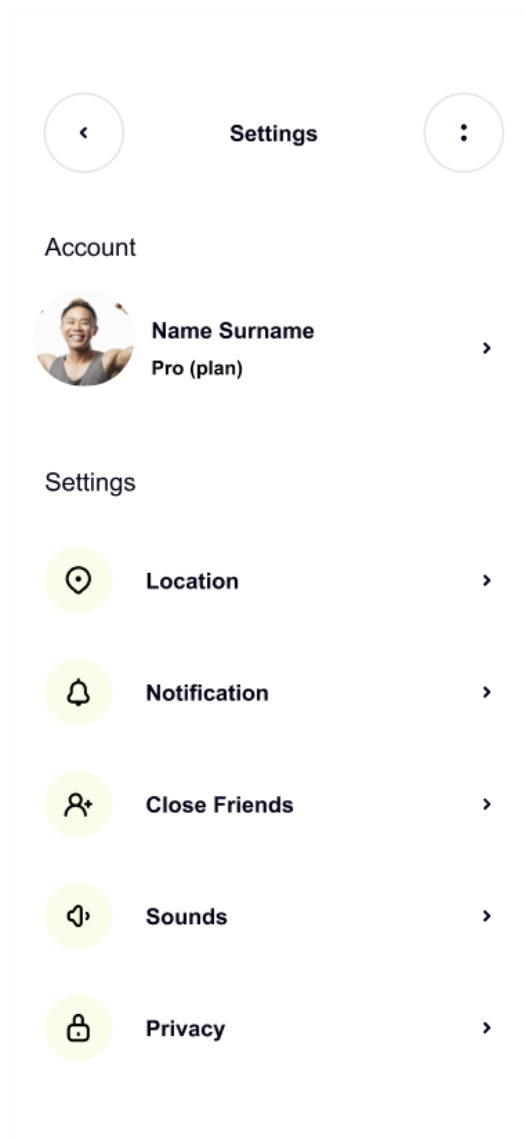 Settings
Account
Name Surname
Pro (plan)
Settings
Location
Notification
Close Friends
Sounds
Privacy